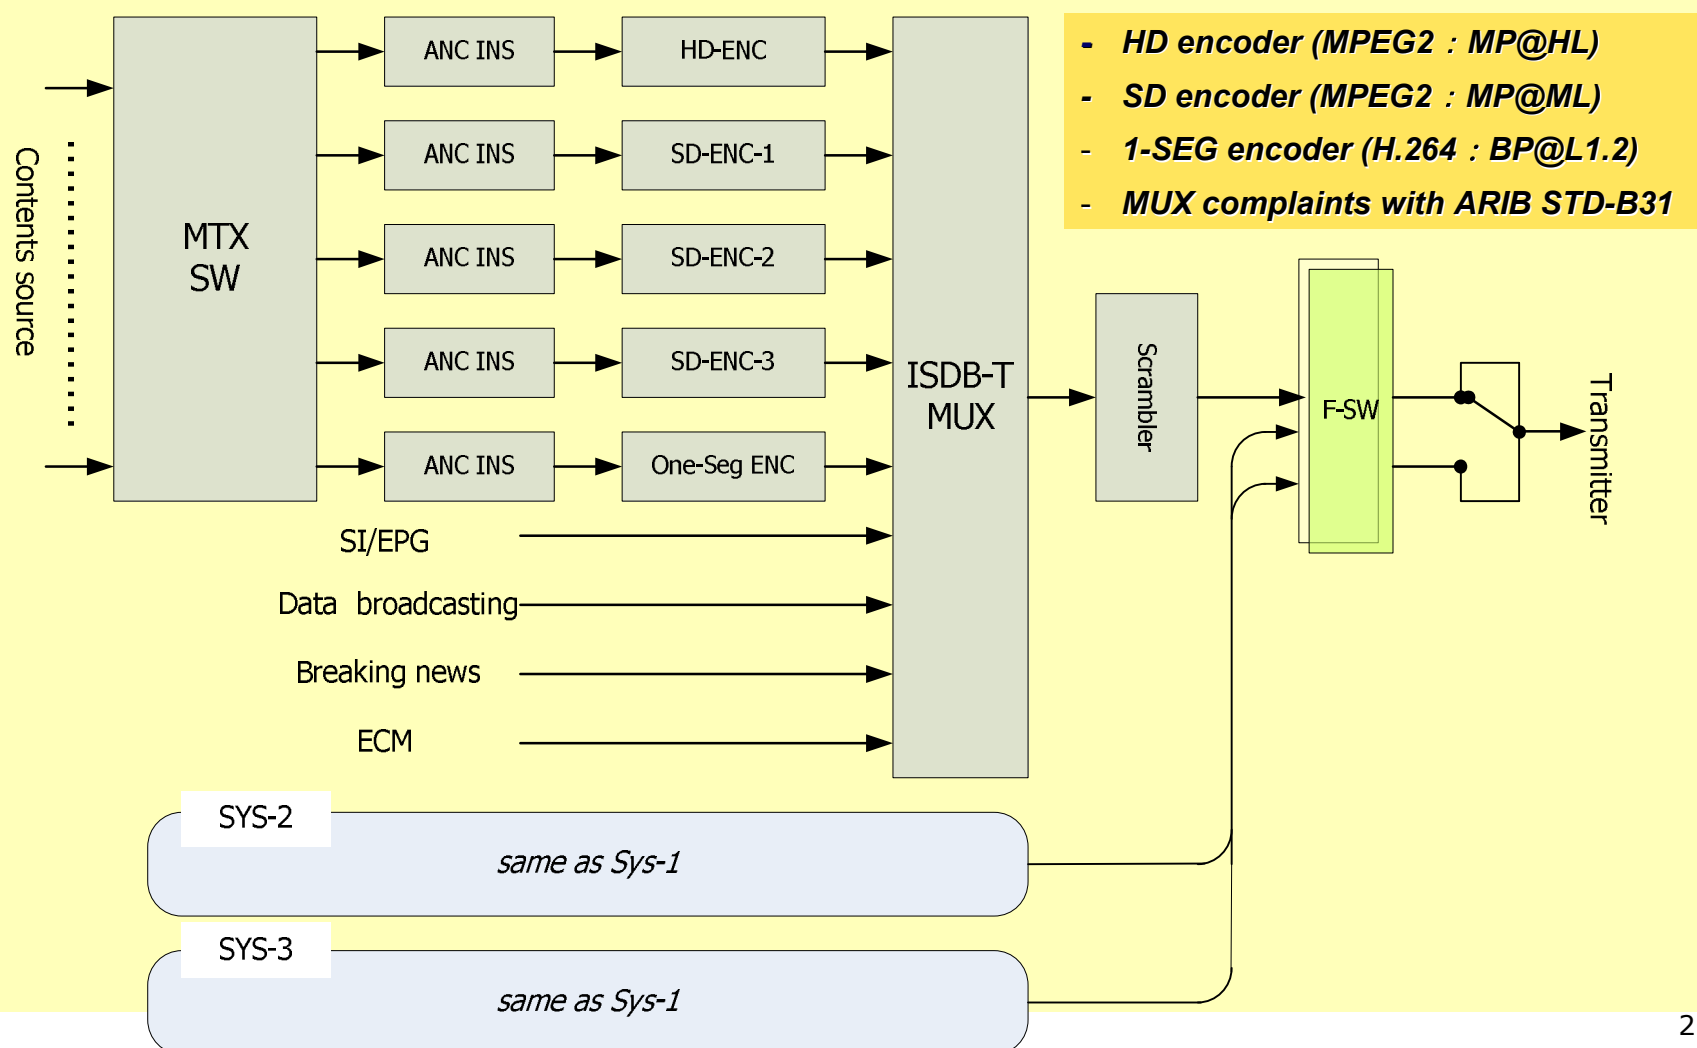 - HD encoder (MPEG2 : MP@HL)
- SD encoder (MPEG2 : MP@ML)
- 1-SEG encoder (H.264 : BP@L1.2)
- MUX complaints with ARIB STD-B31
Contents source
MTX
SW
ANC INS
HD-ENC
ANC INS
SD-ENC-1
ANC INS
SD-ENC-2
ANC INS
SD-ENC-3
ANC INS
One-Seg ENC
SI/EPG
Data broadcasting
Breaking news
ECM
ISDB-T
MUX
Scrambler
F-SW
Transmitter
SYS-2
same as Sys-1
SYS-3
same as Sys-1
2